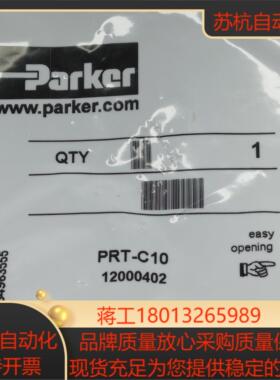 苏杭自动
Parker
www.parker.com
QTY 1
PRT-C10
12000402
easy
opening
蒋工18013265989
自动化 品牌质量放心采购质量保
开票 现货充足为您提供稳定的